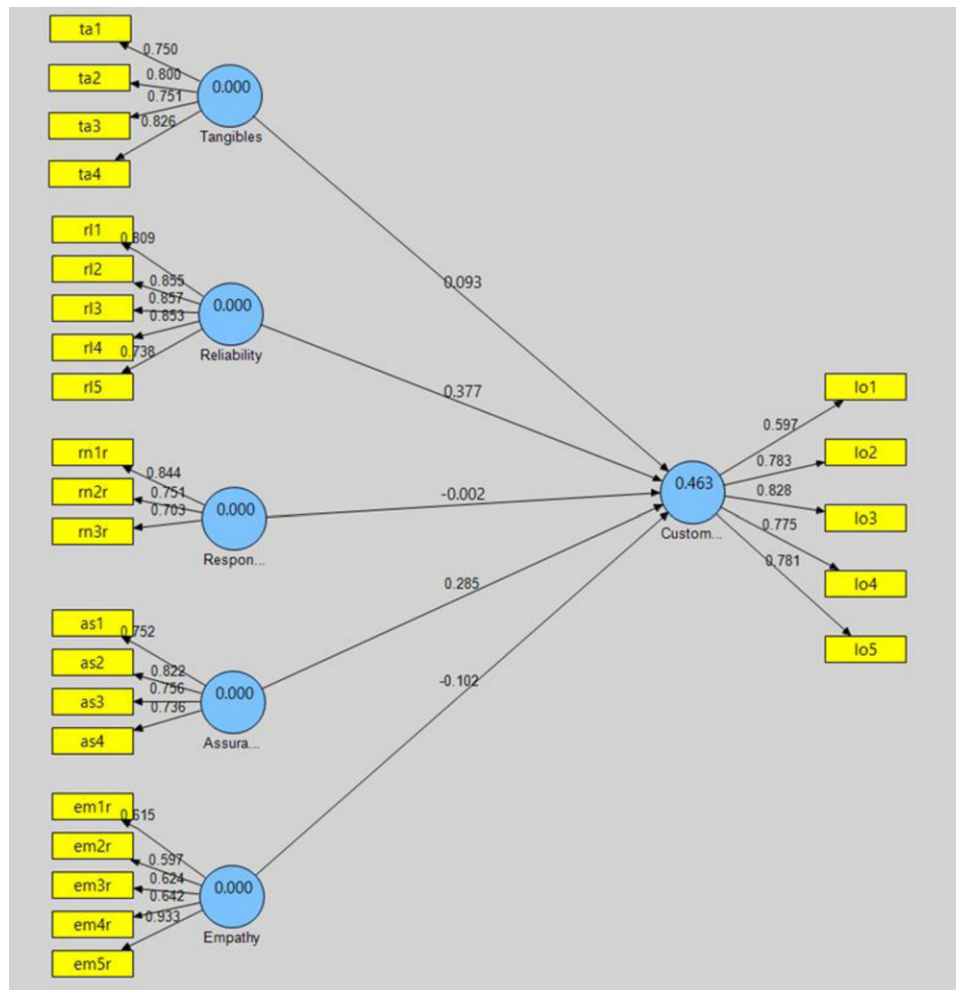 ta1
0.750
ta2
0.800
0.751
ta3
0.826
ta4
0.000
Tangibles
rl1
0.809
rl2
0.855
rl3
0.857
0.853
rl4
0.738
rl5
0.000
Reliability
rn1r
0.844
rn2r
0.751
0.703
rn3r
0.000
Respon...
as1
0.752
as2
0.822
0.756
as3
0.736
as4
0.000
Assura...
em1r
0.615
em2r
0.597
em3r
0.624
0.642
em4r
0.933
em5r
0.000
Empathy
0.093
0.377
-0.002
0.285
-0.102
0.463
Custom...
0.597
lo1
0.783
lo2
0.828
lo3
0.775
lo4
0.781
lo5